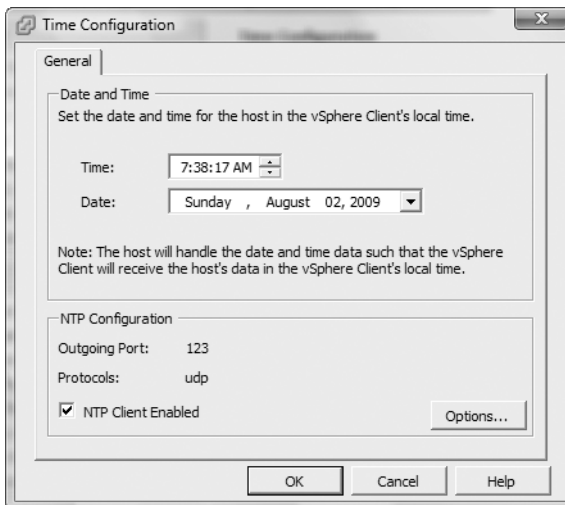 Time Configuration
General
Date and Time
Set the date and time for the host in the vSphere Client's local time.
Time: 7:38:17 AM
Date: Sunday , August 02, 2009
Note: The host will handle the date and time data such that the vSphere
Client will receive the host's data in the vSphere Client's local time.
NTP Configuration
Outgoing Port: 123
Protocols: udp
NTP Client Enabled
Options...
OK Cancel Help